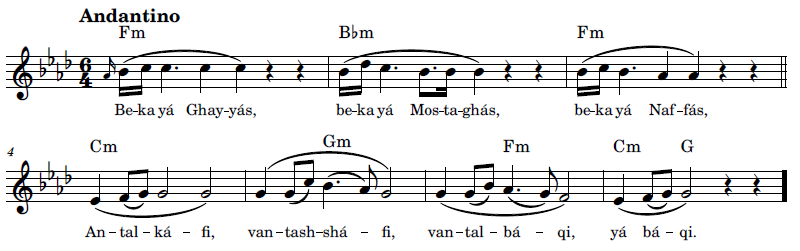 Andantino
Fm B♭m Fm
6
4
Be-ka yá Ghay-yás, be-ka yá Mos-ta-ghás, be-ka yá Naf-fás,
4
Cm Gm Fm Cm G
An-tal-ká-fi, van-tash-shá-fi, van-tal-bá-qi, yá bá-qi.